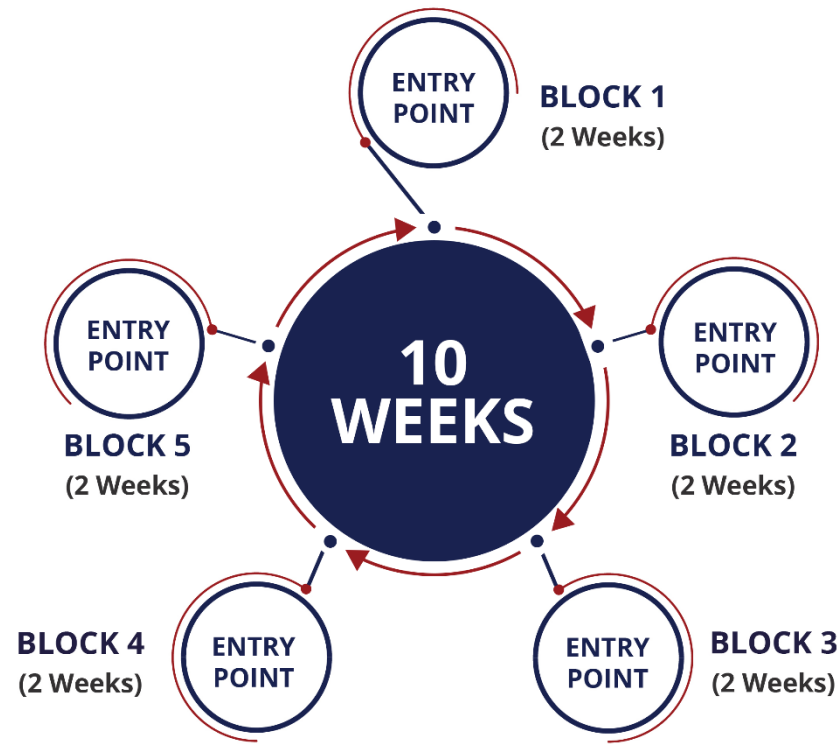 ENTRY
POINT
BLOCK 1
(2 Weeks)
ENTRY
POINT
BLOCK 2
(2 Weeks)
ENTRY
POINT
BLOCK 3
(2 Weeks)
ENTRY
POINT
BLOCK 4
(2 Weeks)
ENTRY
POINT
BLOCK 5
(2 Weeks)
10
WEEKS